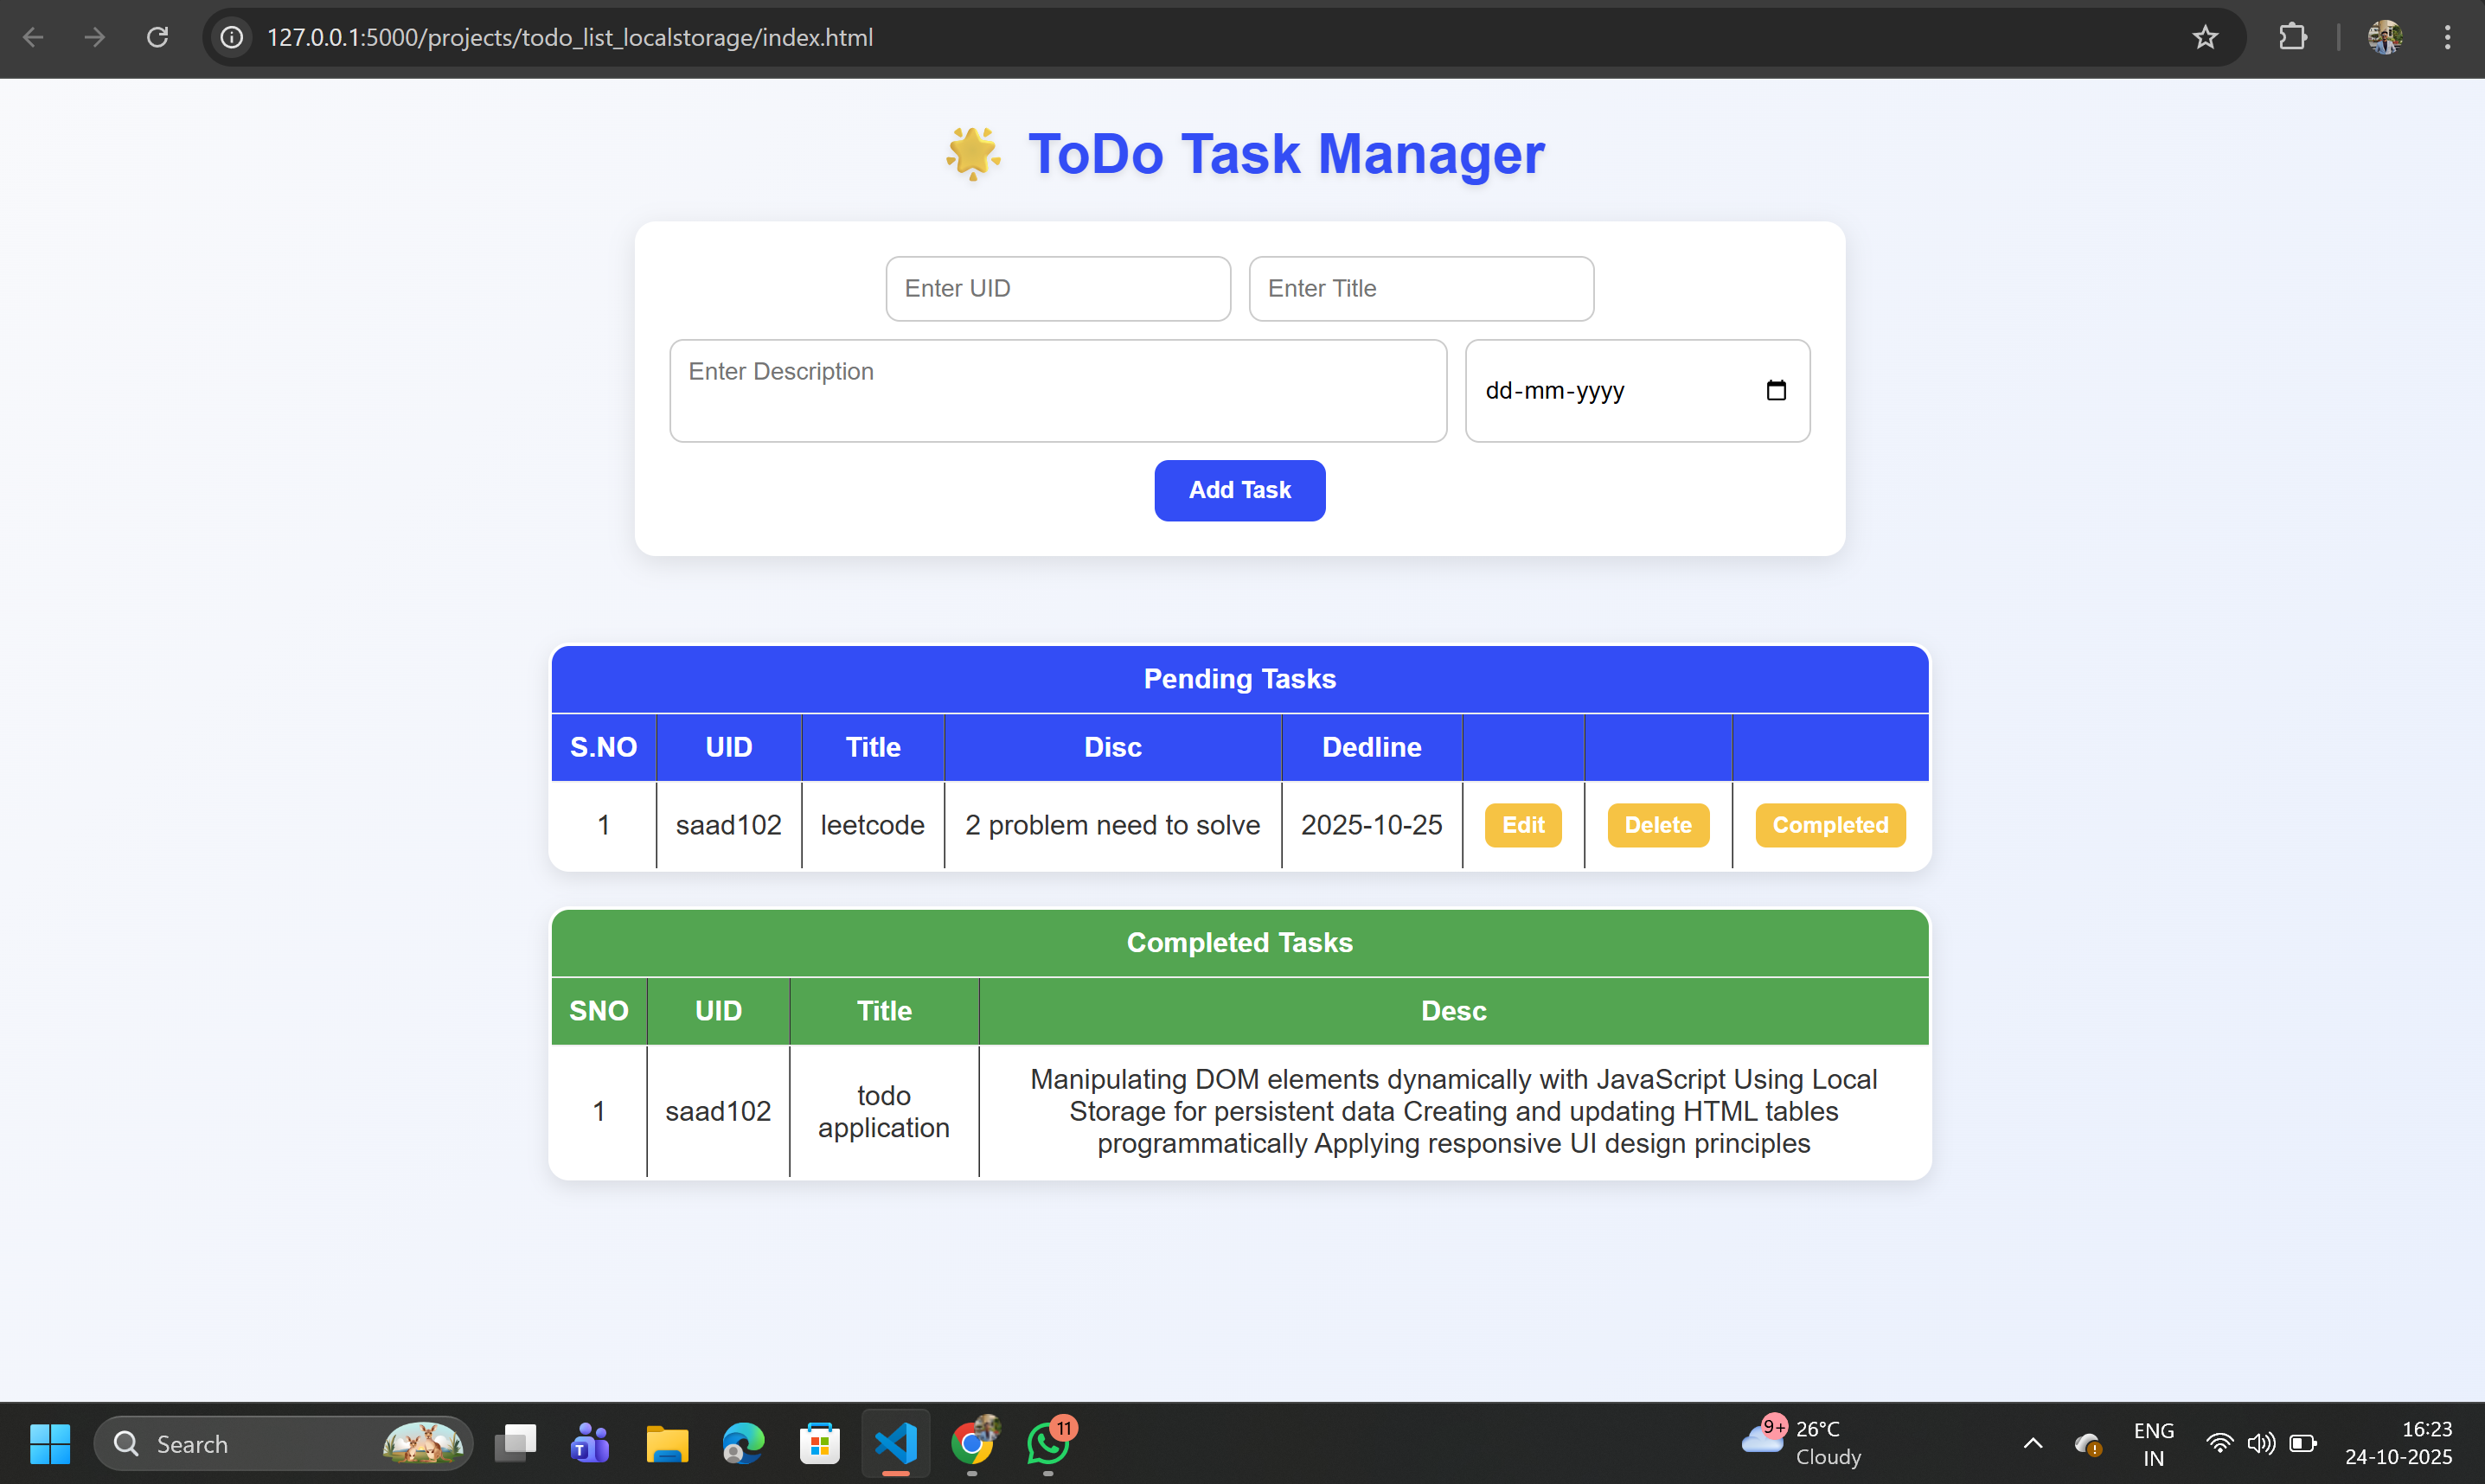 127.0.0.1:5000/projects/todo_list_localstorage/index.html
ToDo Task Manager
Enter UID
Enter Title
Enter Description
dd-mm-yyyy
Add Task
Pending Tasks
S.NO UID Title Disc Dedline
1 saad102 leetcode 2 problem need to solve 2025-10-25 Edit Delete Completed
Completed Tasks
SNO UID Title Desc
1 saad102 todo application
Manipulating DOM elements dynamically with JavaScript Using Local
Storage for persistent data Creating and updating HTML tables
programmatically Applying responsive UI design principles
Search
T
11
9+
26°C
Cloudy
ENG
IN
16:23
24-10-2025